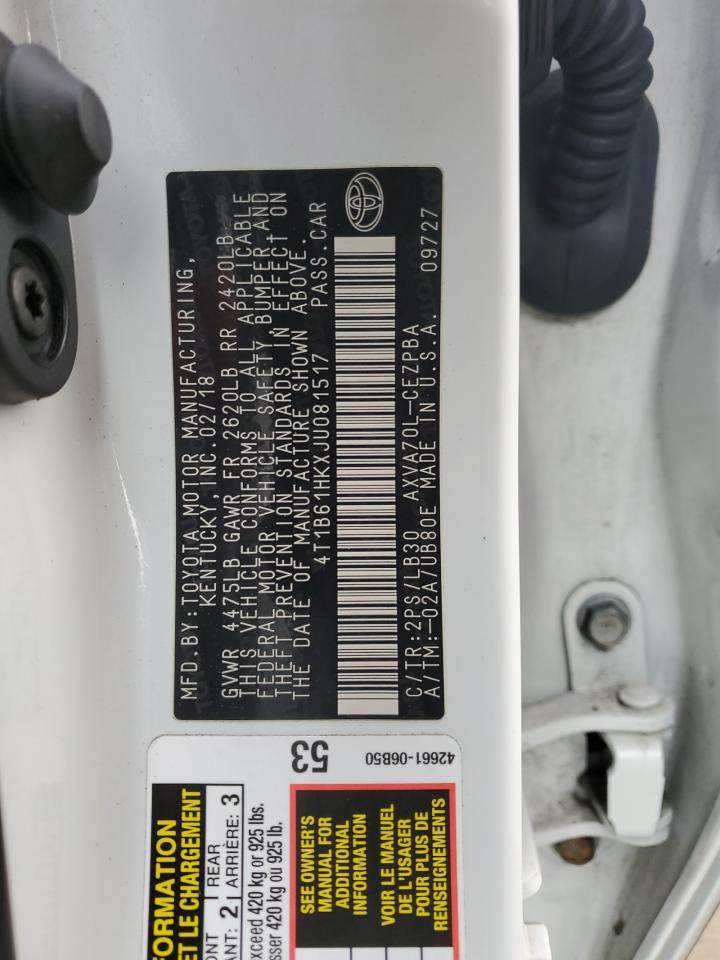 MFD.BY:TOYOTA MOTOR MANUFACTURING,
KENTUCKY,INC.02/18
GVWR 4475LB GAWR FR 2620LB RR 2420LB
THIS VEHICLE CONFORMS TO ALL APPLICABLE
FEDERAL MOTOR VEHICLE SAFETY,BUMPER,AND
THEFT PREVENTION STANDARDS IN EFFECT ON
THE DATE OF MANUFACTURE SHOWN ABOVE.
4T1B61HKXJU081517 PASS.CAR
C/TR:2PS/LB30 AXVA70L-CEZPBA
A/TM:-02A/UB80E MADE IN U.S.A. 09727
53
42661-06B50
FORMATION
ET LE CHARGEMENT
ONT
ANT: 2
REAR
ARRIÈRE: 3
exceed 420 kg or 925 lbs.
sser 420 kg ou 925 lb.
SEE OWNER'S
MANUAL FOR
ADDITIONAL
INFORMATION
VOIR LE MANUEL
DE L'USAGER
POUR PLUS DE
RENSEIGNEMENTS